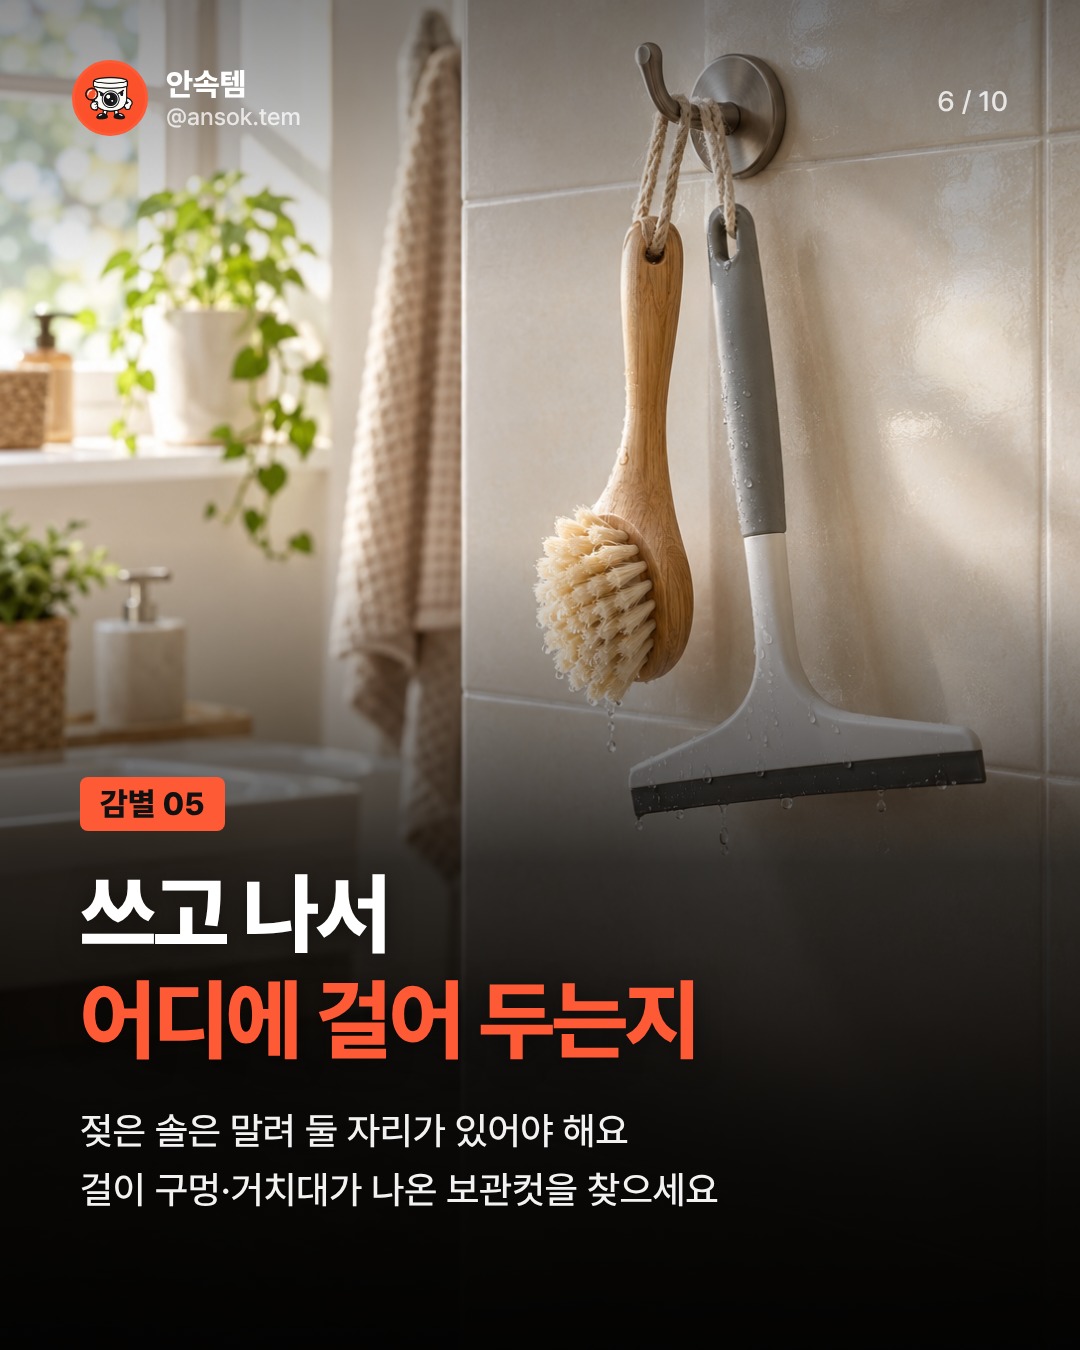 안속템
@ansok.tem
6 / 10
감별 05
쓰고 나서
어디에 걸어 두는지
젖은 솔은 말려 둘 자리가 있어야 해요
걸이 구멍·거치대가 나온 보관컷을 찾으세요